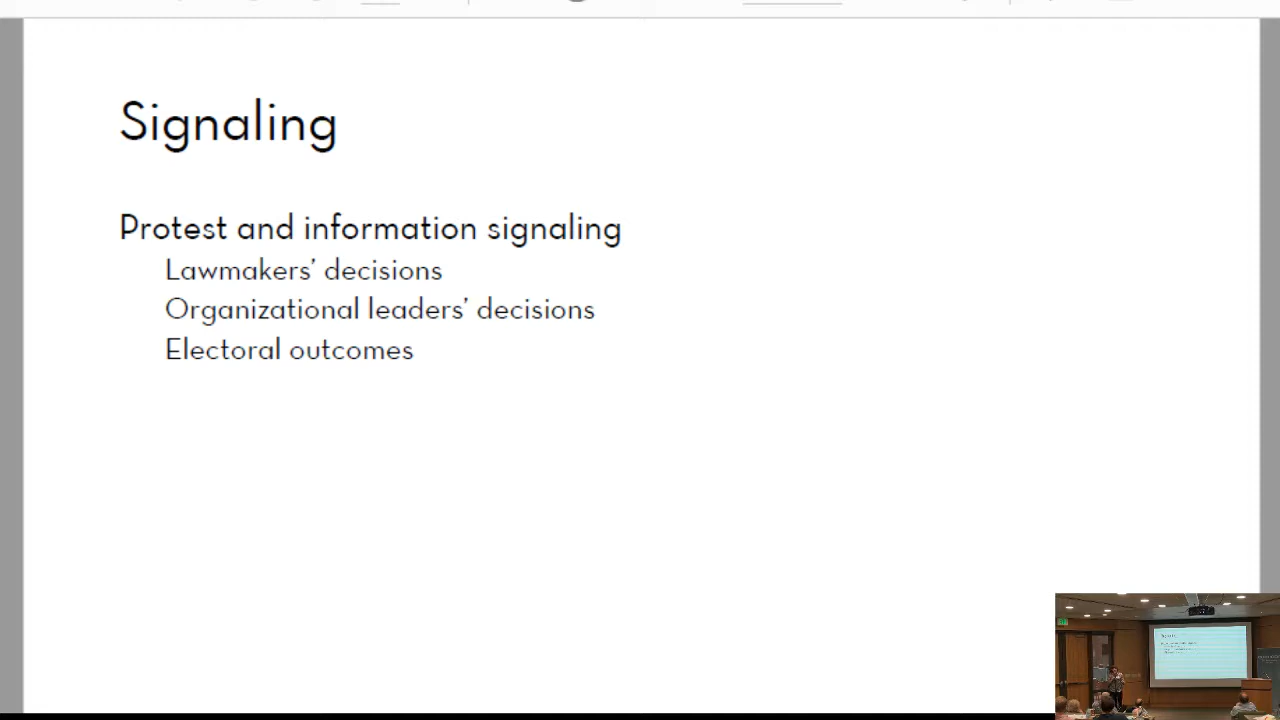 Signaling
Protest and information signaling
Lawmakers’ decisions
Organizational leaders’ decisions
Electoral outcomes